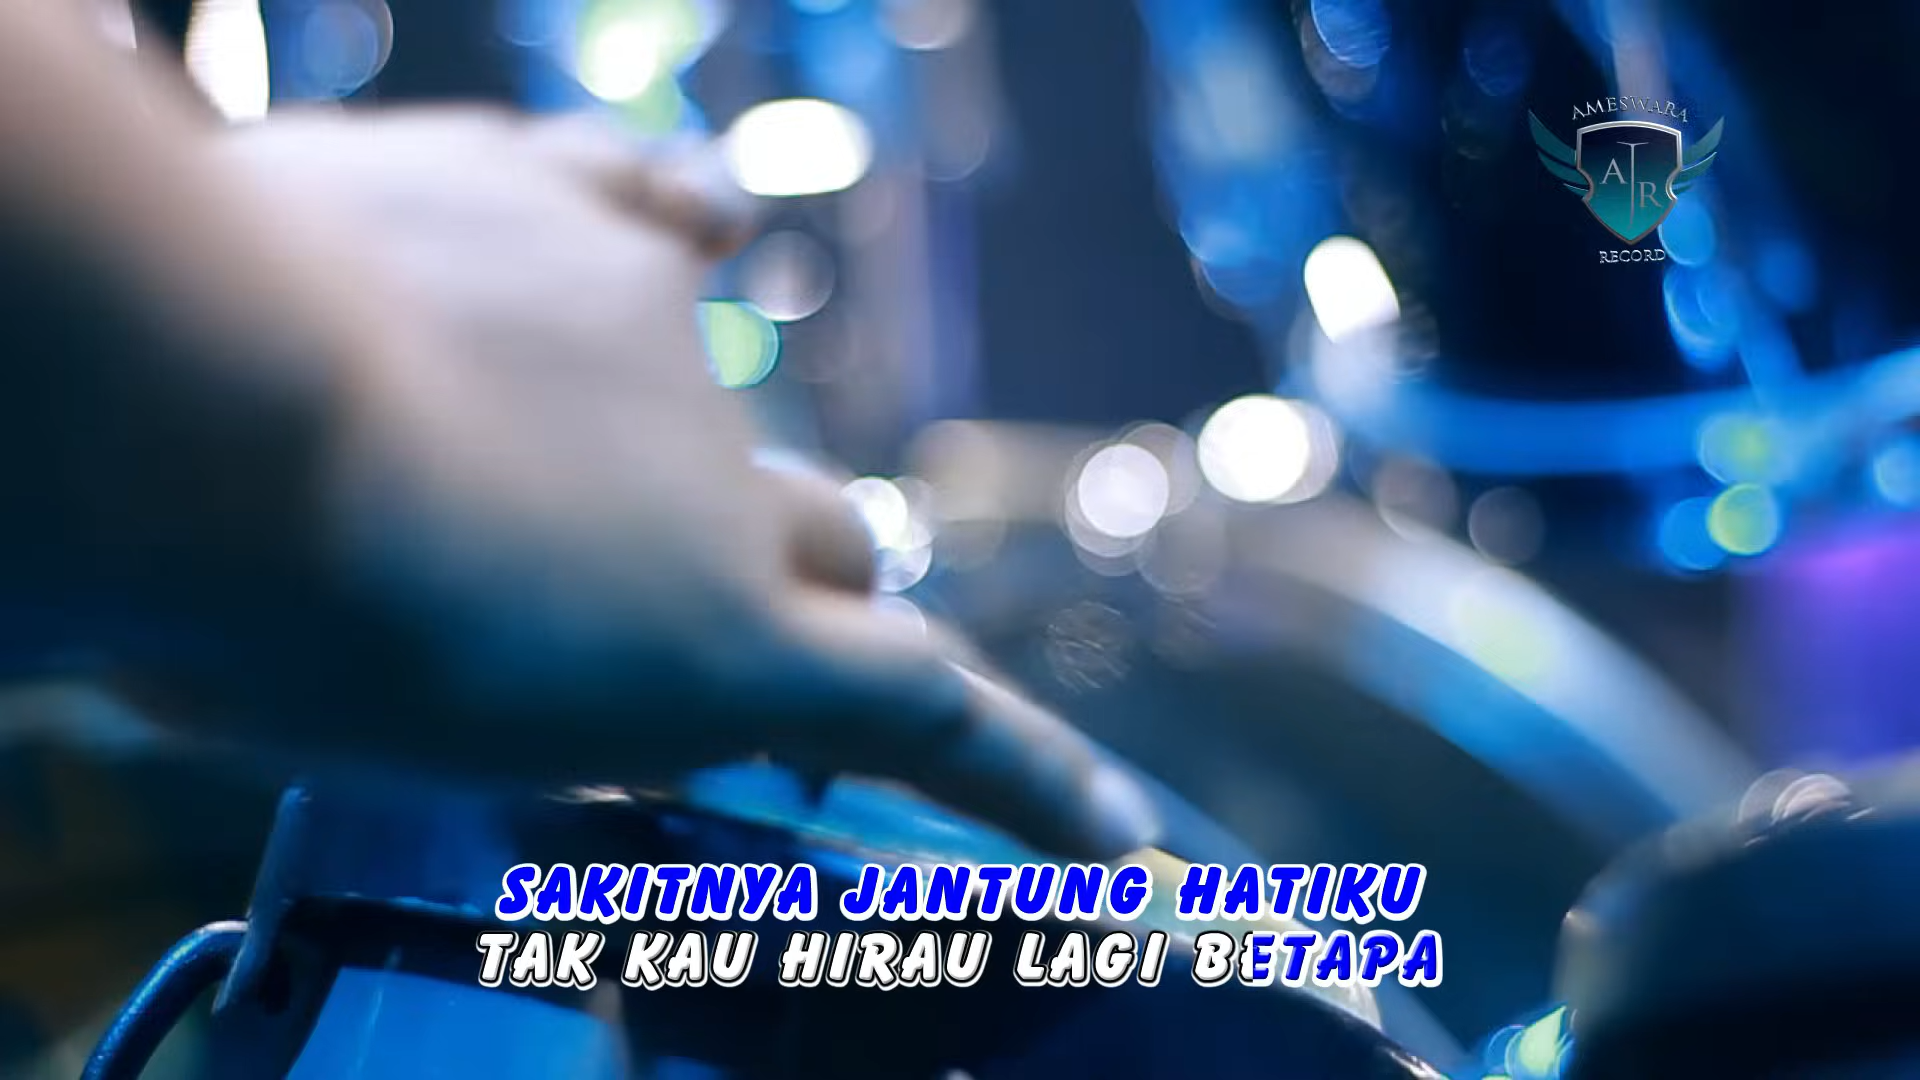 AMESWARA
A R
RECORD
SAKITNYA JANTUNG HATIKU
TAK KAU HIRAU LAGI BETAPA